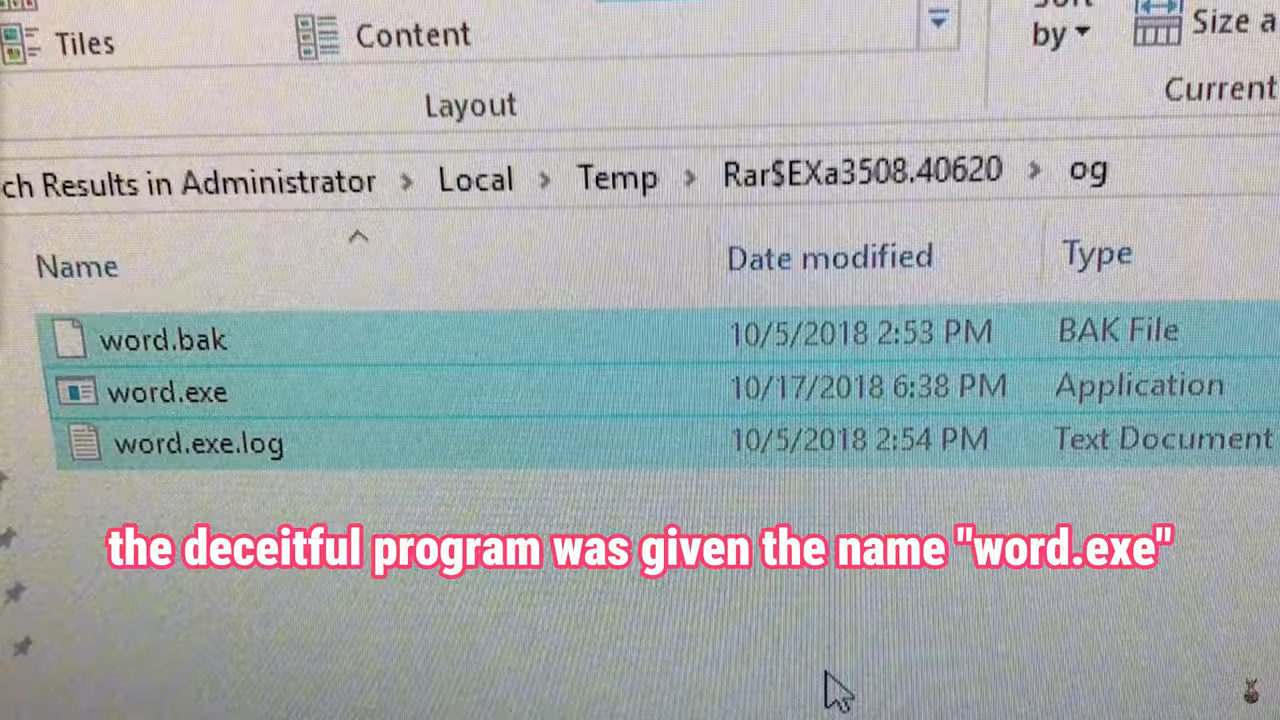 Tiles
Content
by
Size a
Layout
Current
ch Results in Administrator > Local > Temp > Rar$EXa3508.40620 > og
Name Date modified Type
word.bak 10/5/2018 2:53 PM BAK File
word.exe 10/17/2018 6:38 PM Application
word.exe.log 10/5/2018 2:54 PM Text Document
the deceitful program was given the name "word.exe"